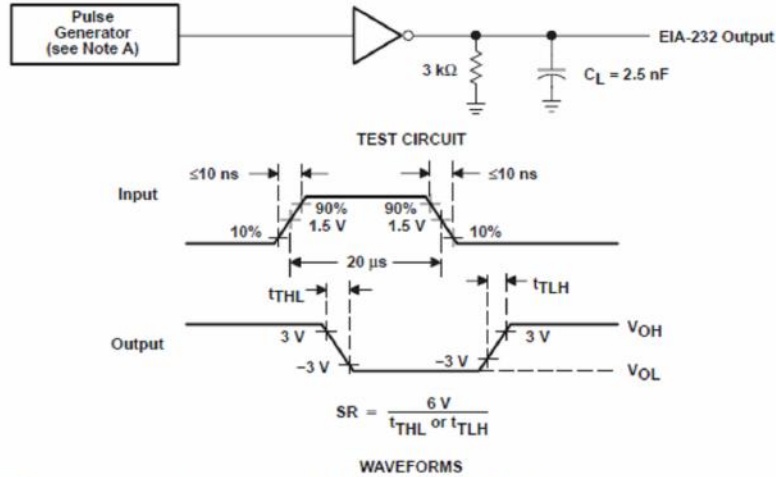 Pulse
Generator
(see Note A)
EIA-232 Output
3 kΩ
CL = 2.5 nF
TEST CIRCUIT
≤10 ns
≤10 ns
Input
90%
90%
1.5 V
1.5 V
10%
10%
20 μs
tTHL
tTLH
Output
3 V
3 V
VOH
−3 V
−3 V
VOL
SR = 6 V / tTHL or tTLH
WAVEFORMS